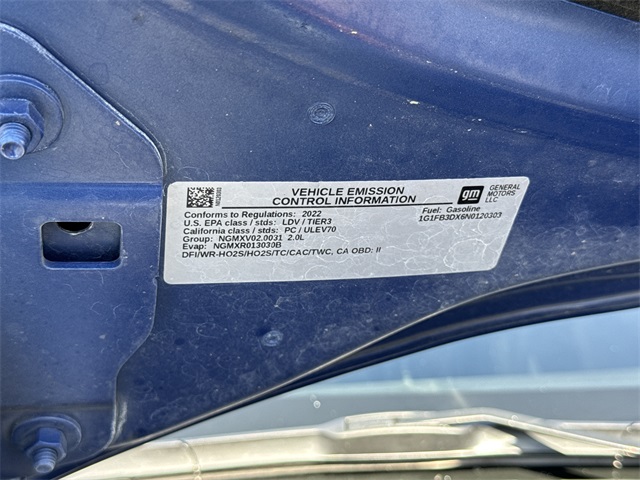 VEHICLE EMISSION
CONTROL INFORMATION
gm
GENERAL
MOTORS
LLC
Conforms to Regulations: 2022
Fuel: Gasoline
U.S. EPA class / stds: LDV / TIER3
1G1FB3DX6N0120303
California class / stds: PC / ULEV70
Group: NGMXV02.0031 2.0L
Evap: NGMXR013030B
DFI/WR-HO2S/HO2S/TC/CAC/TWC, CA OBD: II